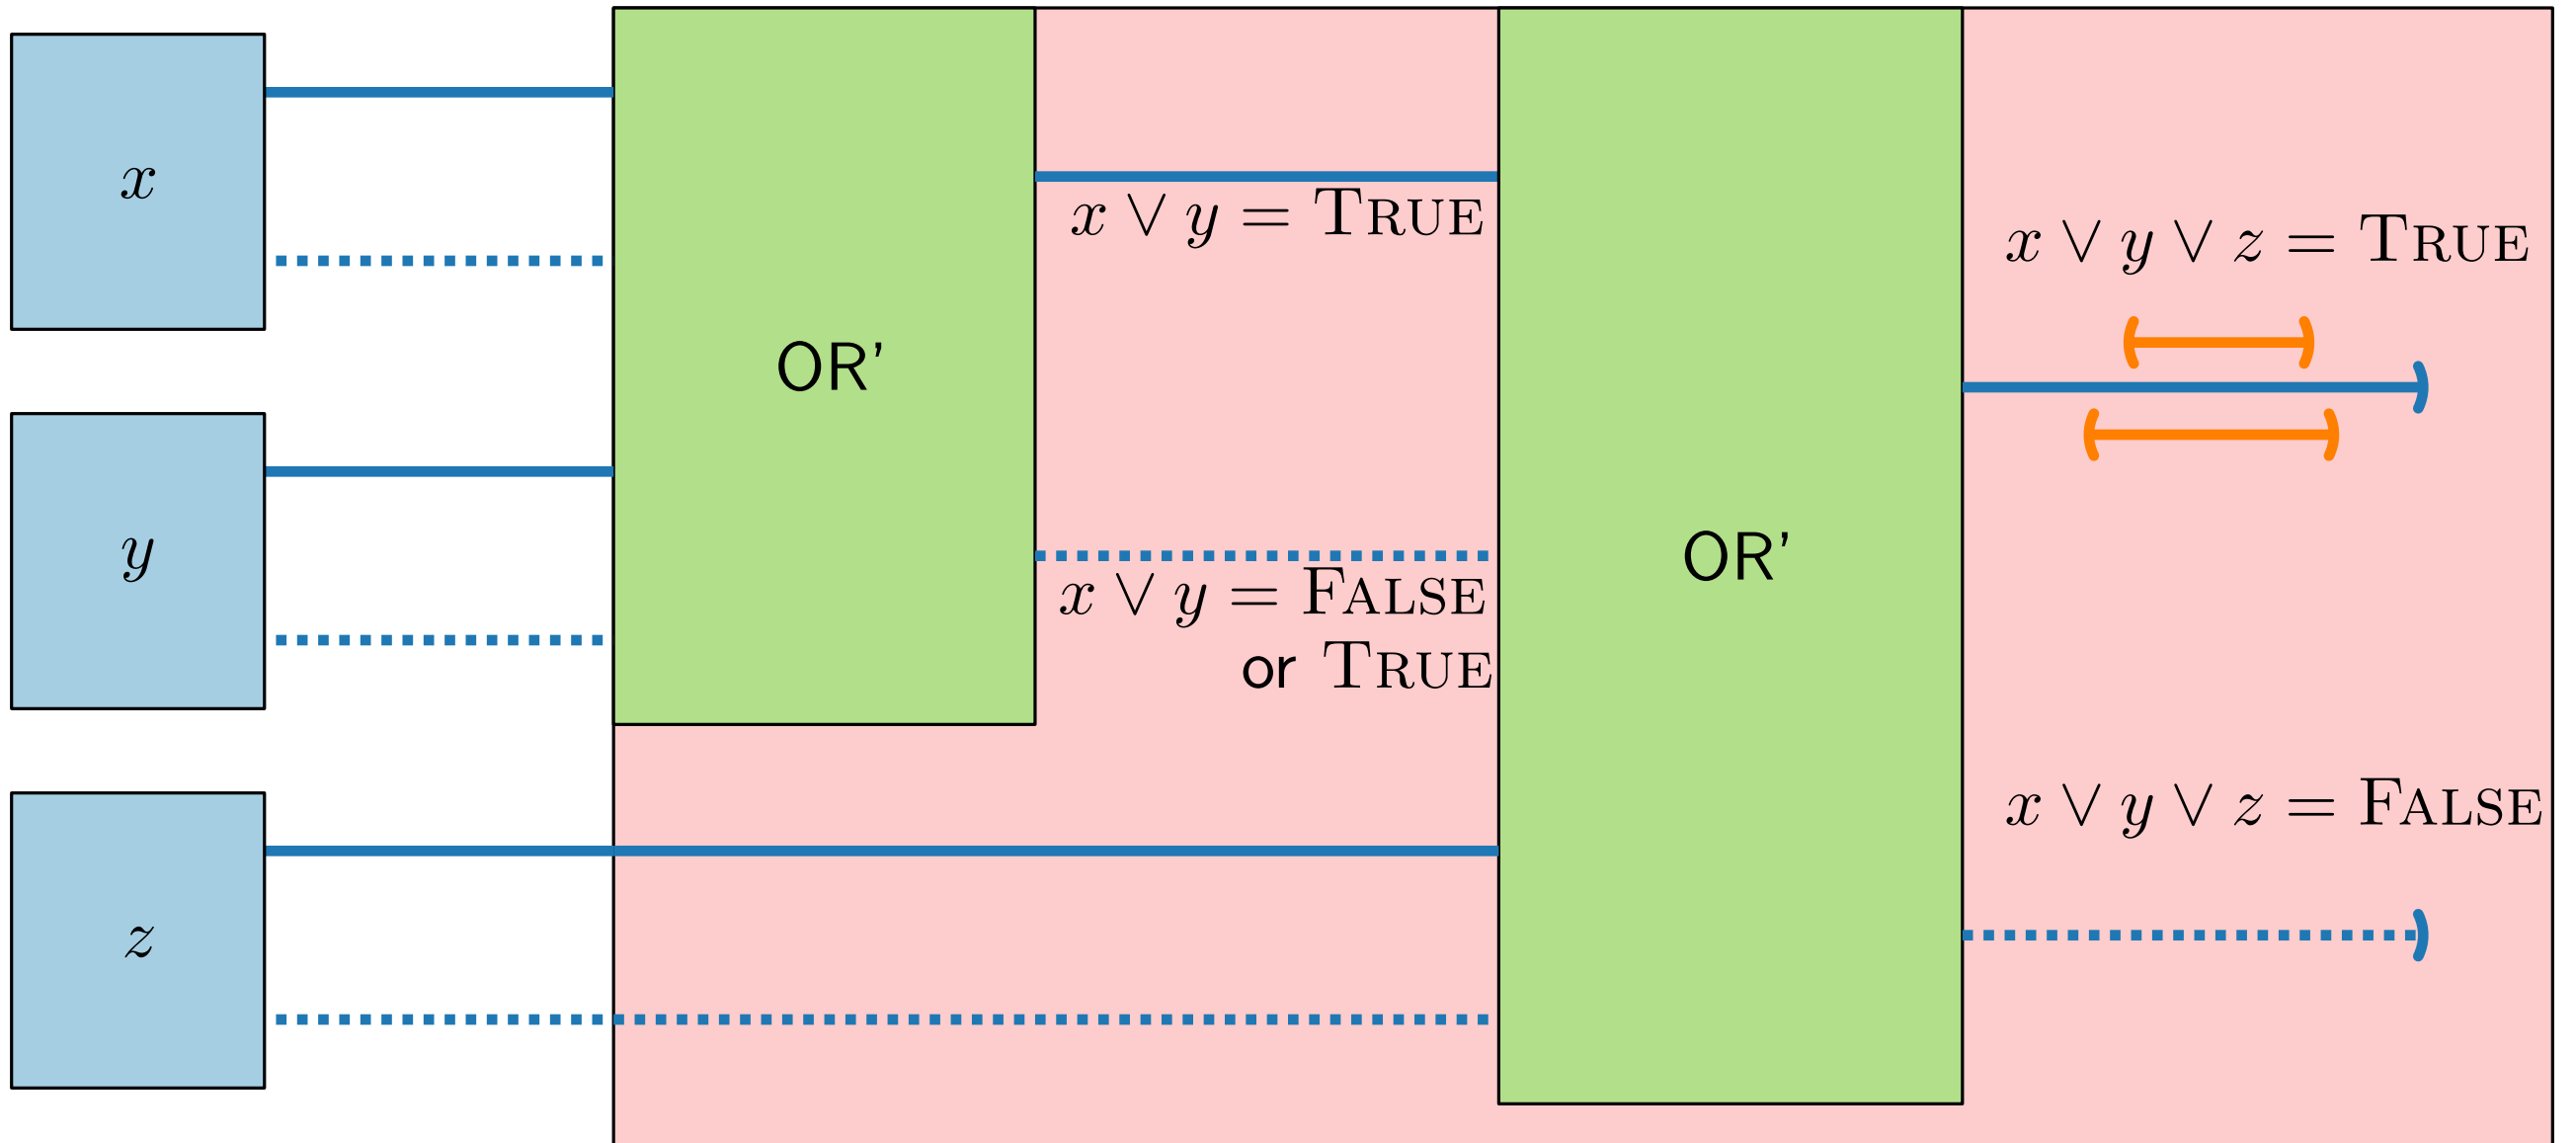 x
y
z
OR'
x ∨ y = TRUE
x ∨ y = FALSE
or TRUE
OR'
x ∨ y ∨ z = TRUE
x ∨ y ∨ z = FALSE